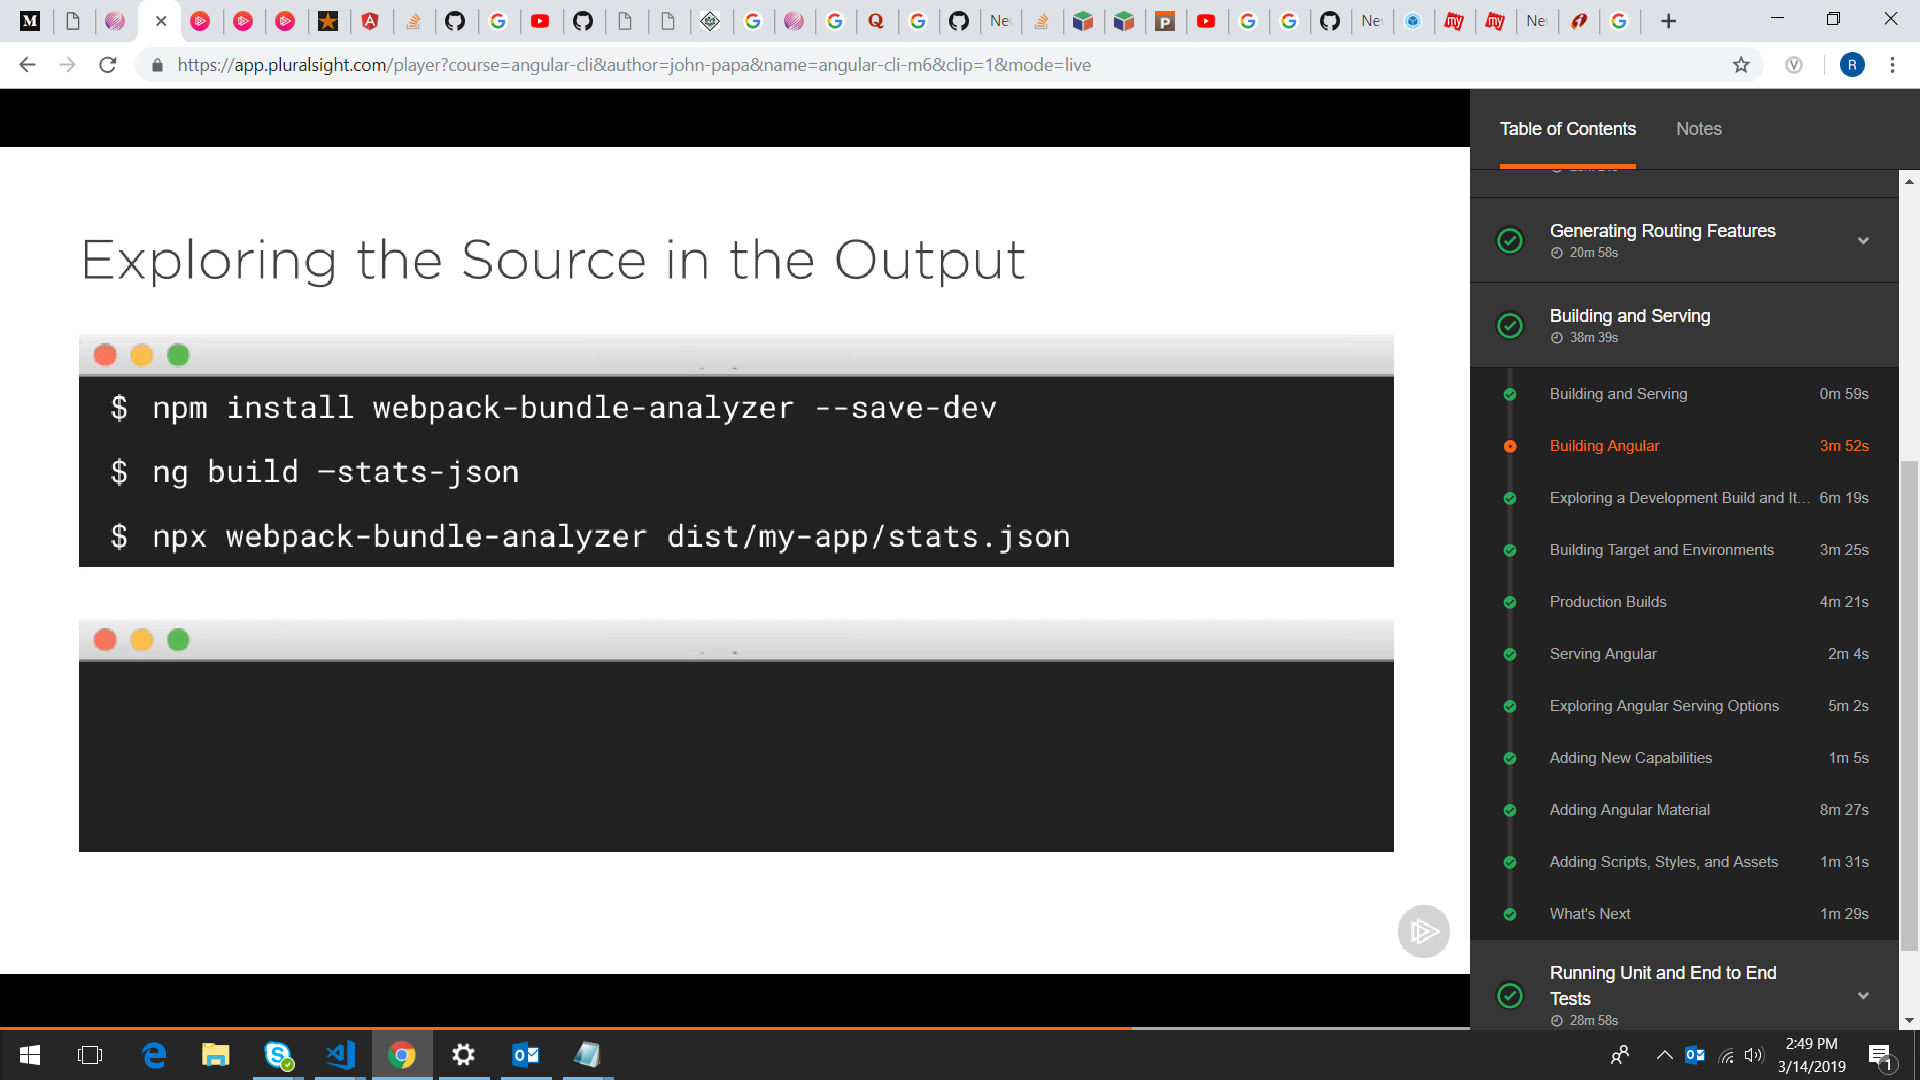 New
New
New
https://app.pluralsight.com/player?course=angular-cli&author=john-papa&name=angular-cli-m6&clip=1&mode=live
R
Exploring the Source in the Output
$ npm install webpack-bundle-analyzer --save-dev
$ ng build —stats-json
$ npx webpack-bundle-analyzer dist/my-app/stats.json
Table of Contents
Notes
Generating Routing Features
20m 58s
Building and Serving
38m 39s
Building and Serving 0m 59s
Building Angular 3m 52s
Exploring a Development Build and It... 6m 19s
Building Target and Environments 3m 25s
Production Builds 4m 21s
Serving Angular 2m 4s
Exploring Angular Serving Options 5m 2s
Adding New Capabilities 1m 5s
Adding Angular Material 8m 27s
Adding Scripts, Styles, and Assets 1m 31s
What's Next 1m 29s
Running Unit and End to End
Tests
28m 58s
2:49 PM
3/14/2019
1